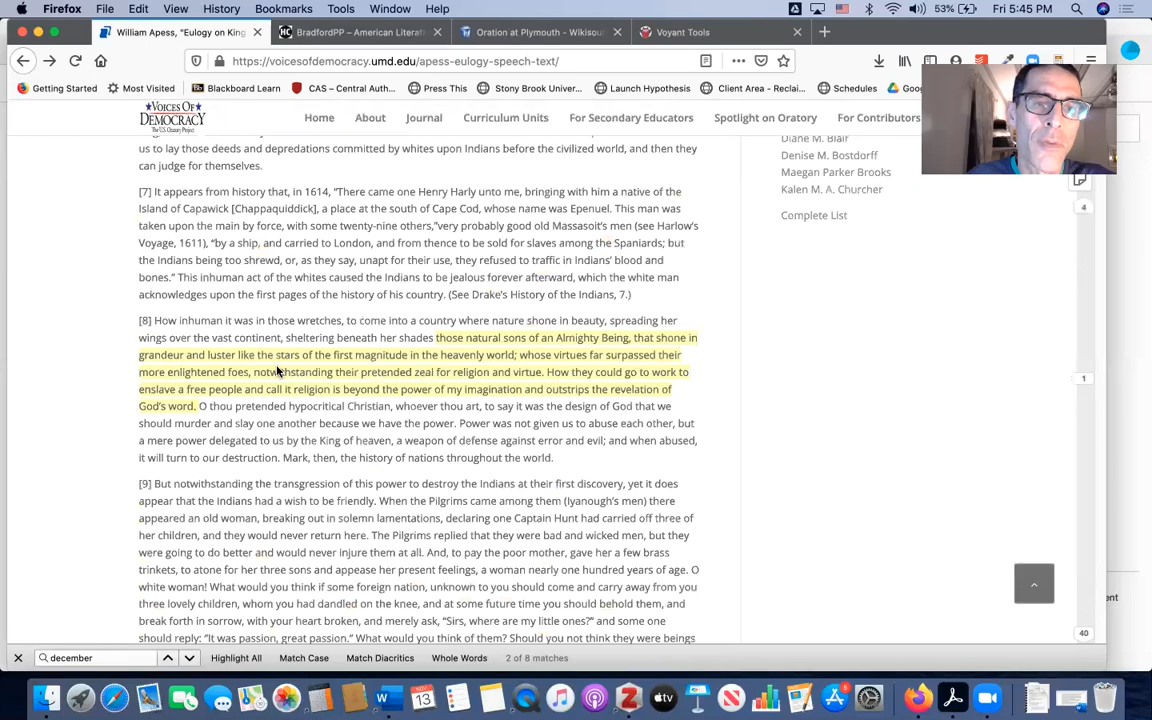 Firefox File Edit View History Bookmarks Tools Window Help 53% Fri 5:45 PM
William Apess, "Eulogy on King BradfordPP – American Literat Oration at Plymouth - Wikisou Voyant Tools
https://voicesofdemocracy.umd.edu/apess-eulogy-speech-text/
Getting Started Most Visited Blackboard Learn CAS – Central Auth... Press This Stony Brook Univer... Launch Hypothesis Client Area - Reclai... Schedules Goog
VOICES OF
DEMOCRACY
The U.S. Oratory Project
Home About Journal Curriculum Units For Secondary Educators Spotlight on Oratory For Contributors
us to lay those deeds and depredations committed by whites upon Indians before the civilized world, and then they
can judge for themselves.
[7] It appears from history that, in 1614, "There came one Henry Harly unto me, bringing with him a native of the
Island of Capawick [Chappaquiddick], a place at the south of Cape Cod, whose name was Epenuel. This man was
taken upon the main by force, with some twenty-nine others,"very probably good old Massasoit's men (see Harlow's
Voyage, 1611), "by a ship, and carried to London, and from thence to be sold for slaves among the Spaniards; but
the Indians being too shrewd, or, as they say, unapt for their use, they refused to traffic in Indians' blood and
bones." This inhuman act of the whites caused the Indians to be jealous forever afterward, which the white man
acknowledges upon the first pages of the history of his country. (See Drake's History of the Indians, 7.)
[8] How inhuman it was in those wretches, to come into a country where nature shone in beauty, spreading her
wings over the vast continent, sheltering beneath her shades those natural sons of an Almighty Being, that shone in
grandeur and luster like the stars of the first magnitude in the heavenly world; whose virtues far surpassed their
more enlightened foes, notwithstanding their pretended zeal for religion and virtue. How they could go to work to
enslave a free people and call it religion is beyond the power of my imagination and outstrips the revelation of
God's word. O thou pretended hypocritical Christian, whoever thou art, to say it was the design of God that we
should murder and slay one another because we have the power. Power was not given us to abuse each other, but
a mere power delegated to us by the King of heaven, a weapon of defense against error and evil; and when abused,
it will turn to our destruction. Mark, then, the history of nations throughout the world.
[9] But notwithstanding the transgression of this power to destroy the Indians at their first discovery, yet it does
appear that the Indians had a wish to be friendly. When the Pilgrims came among them (Iyanough's men) there
appeared an old woman, breaking out in solemn lamentations, declaring one Captain Hunt had carried off three of
her children, and they would never return here. The Pilgrims replied that they were bad and wicked men, but they
were going to do better and would never injure them at all. And, to pay the poor mother, gave her a few brass
trinkets, to atone for her three sons and appease her present feelings, a woman nearly one hundred years of age. O
white woman! What would you think if some foreign nation, unknown to you should come and carry away from you
three lovely children, whom you had dandled on the knee, and at some future time you should behold them, and
break forth in sorrow, with your heart broken, and merely ask, "Sirs, where are my little ones?" and some one
should reply: "It was passion, great passion." What would you think of them? Should you not think they were beings
Diane M. Blair
Denise M. Bostdorff
Maegan Parker Brooks
Kalen M. A. Churcher
Complete List
4
1
40
ent
december Highlight All Match Case Match Diacritics Whole Words 2 of 8 matches
NOV
13
5